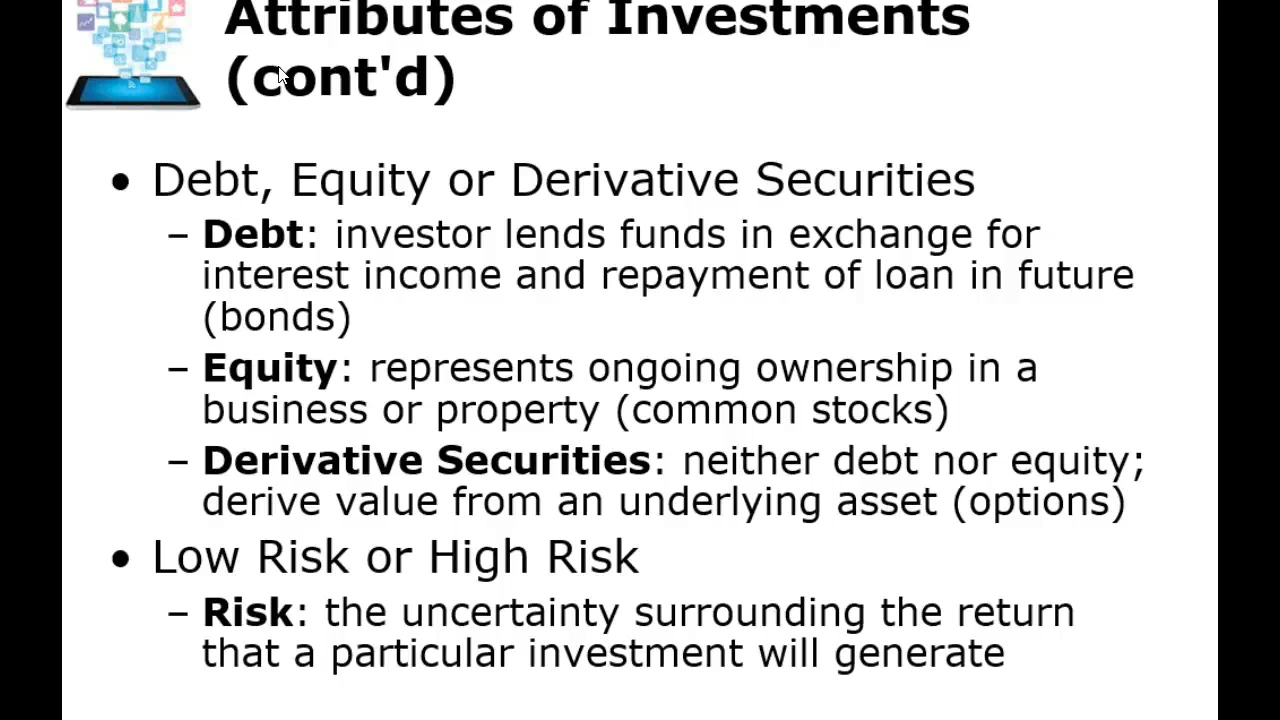 Attributes of Investments
(cont'd)
• Debt, Equity or Derivative Securities
– Debt: investor lends funds in exchange for
interest income and repayment of loan in future
(bonds)
– Equity: represents ongoing ownership in a
business or property (common stocks)
– Derivative Securities: neither debt nor equity;
derive value from an underlying asset (options)
• Low Risk or High Risk
– Risk: the uncertainty surrounding the return
that a particular investment will generate